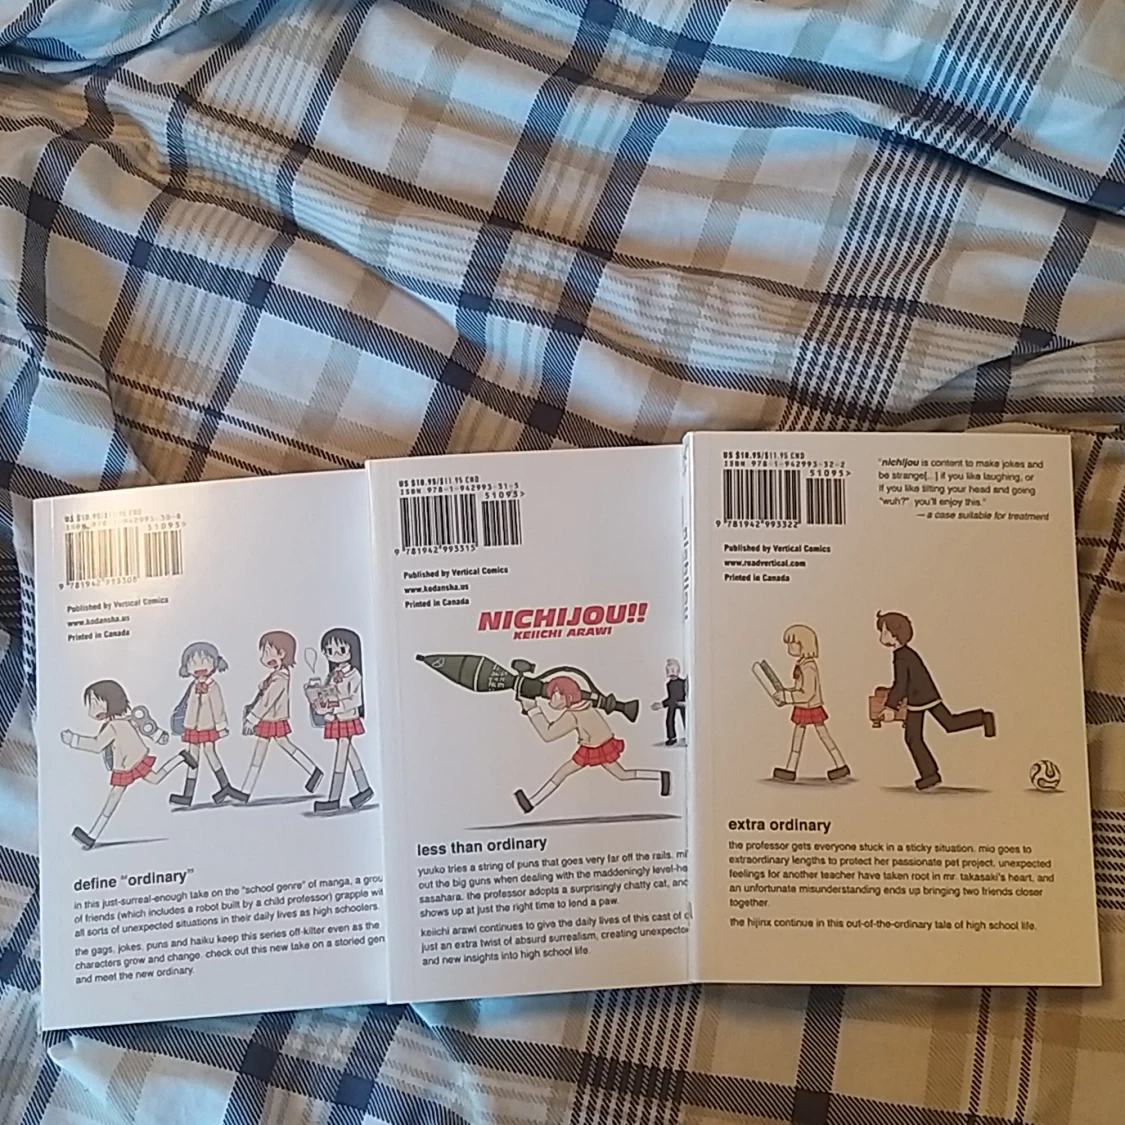 US $10.95/$11.95 CND
51095>
9 781942 993308
Published by Vertical Comics
www.kodansha.us
Printed in Canada
define "ordinary"
in this just-surreal-enough take on the "school genre" of manga, a grou
of friends (which includes a robot built by a child professor) grapple wit
all sorts of unexpected situations in their daily lives as high schoolers.
the gags, jokes, puns and haiku keep this series off-kilter even as the
characters grow and change. check out this new take on a storied gen
and meet the new ordinary.
US $10.95/$11.95 CND
ISBN 978-1-942993-31-5
51095>
9 781942 993315
Published by Vertical Comics
www.kodansha.us
Printed in Canada
NICHIJOU!!
KEIICHI ARAWI
less than ordinary
yuuko tries a string of puns that goes very far off the rails. mi
out the big guns when dealing with the maddeningly level-he
sasahara. the professor adopts a surprisingly chatty cat, and
shows up at just the right time to lend a paw.
keiichi arawi continues to give the daily lives of this cast of c
just an extra twist of absurd surrealism, creating unexpecte
and new insights into high school life.
US $10.95/$11.95 CND
ISBN 978-1-942993-32-2
51095>
9 781942 993322
"nichijou is content to make jokes and
be strange[...] if you like laughing, or
if you like tilting your head and going
"wuh?", you'll enjoy this."
— a case suitable for treatment
Published by Vertical Comics
www.readvertical.com
Printed in Canada
extra ordinary
the professor gets everyone stuck in a sticky situation. mio goes to
extraordinary lengths to protect her passionate pet project. unexpected
feelings for another teacher have taken root in mr. takasaki's heart, and
an unfortunate misunderstanding ends up bringing two friends closer
together.
the hijinx continue in this out-of-the-ordinary tale of high school life.